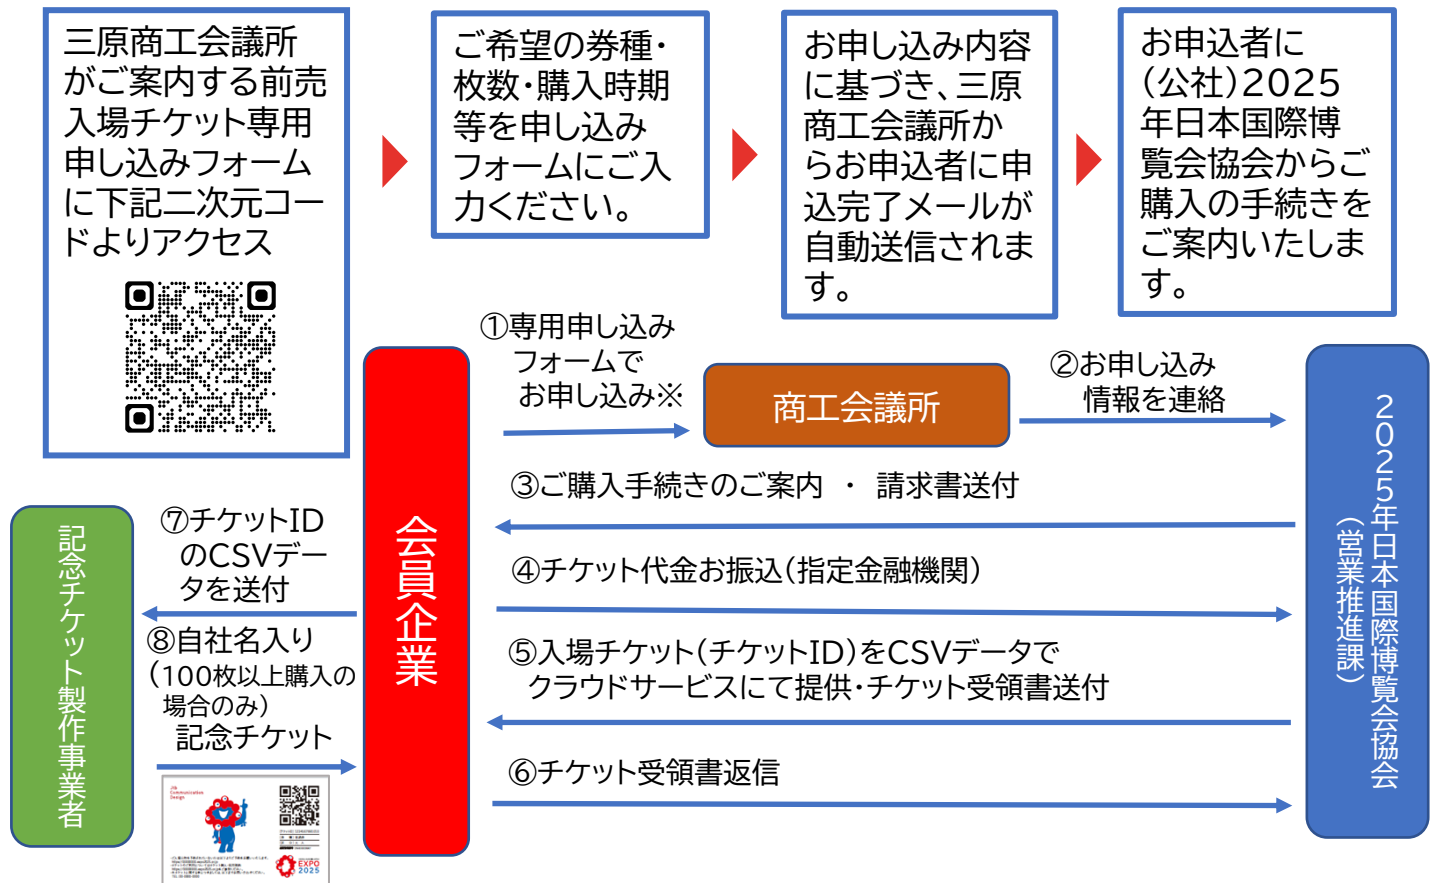 三原商工会議所
がご案内する前売
入場チケット専用
申し込みフォーム
に下記二次元コー
ドよりアクセス
ご希望の券種・
枚数・購入時期
等を申し込み
フォームにご入
力ください。
お申し込み内容
に基づき、三原
商工会議所か
らお申込者に申
込完了メールが
自動送信されま
す。
お申込者に
（公社）2025
年日本国際博
覧会協会からご
購入の手続きを
ご案内いたしま
す。
①専用申し込み
フォームで
お申し込み※
商工会議所
②お申し込み
情報を連絡
③ご購入手続きのご案内 ・ 請求書送付
④チケット代金お振込（指定金融機関）
⑤入場チケット（チケットID）をCSVデータで
クラウドサービスにて提供・チケット受領書送付
⑥チケット受領書返信
会員企業
2025年日本国際博覧会協会
（営業推進課）
⑦チケットID
のCSVデー
タを送付
⑧自社名入り
（100枚以上購入の
場合のみ）
記念チケット
記念チケット製作事業者
EXPO
2025